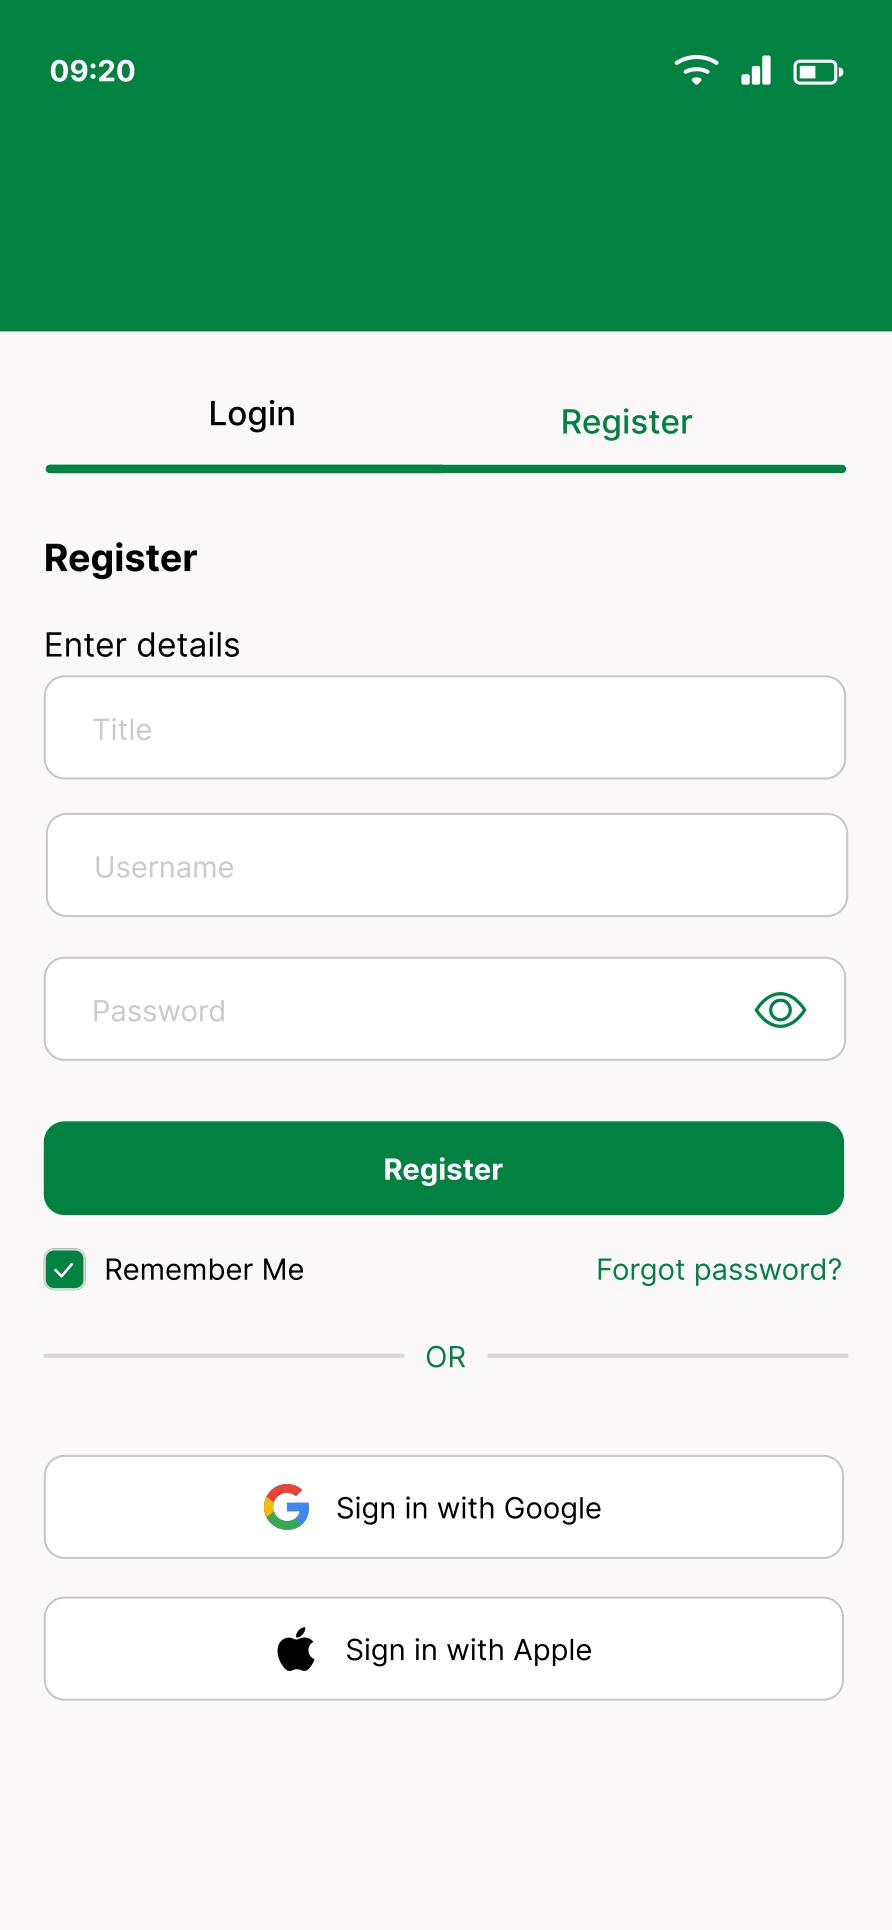 09:20
Login
Register
Register
Enter details
Title
Username
Password
Register
Remember Me
Forgot password?
OR
Sign in with Google
Sign in with Apple